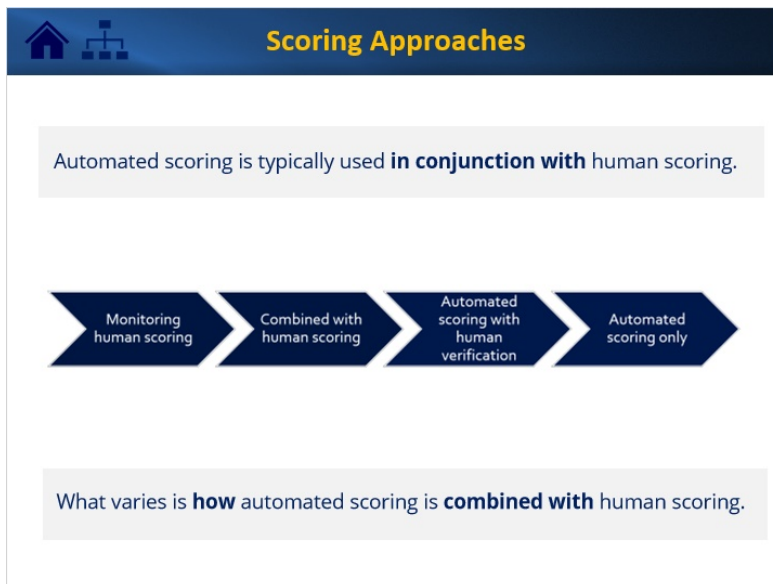 Scoring Approaches
Automated scoring is typically used in conjunction with human scoring.
Monitoring
human scoring
Combined with
human scoring
Automated
scoring with
human
verification
Automated
scoring only
What varies is how automated scoring is combined with human scoring.